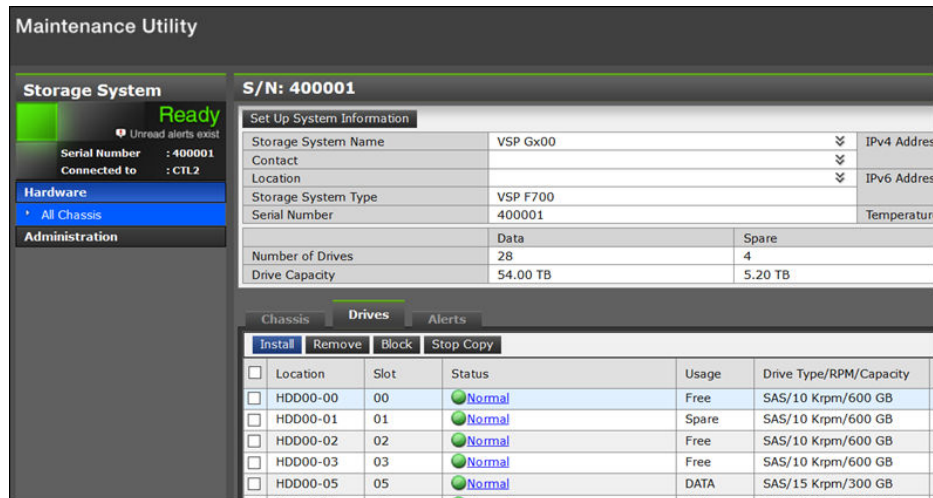 Maintenance Utility
Storage System
Ready
Unread alerts exist
Serial Number : 400001
Connected to : CTL2
Hardware
All Chassis
Administration
S/N: 400001
Set Up System Information
Storage System Name VSP Gx00 IPv4 Addres
Contact
Location IPv6 Addres
Storage System Type VSP F700
Serial Number 400001 Temperatur
Data Spare
Number of Drives 28 4
Drive Capacity 54.00 TB 5.20 TB
Chassis Drives Alerts
Install Remove Block Stop Copy
Location Slot Status Usage Drive Type/RPM/Capacity
HDD00-00 00 Normal Free SAS/10 Krpm/600 GB
HDD00-01 01 Normal Spare SAS/10 Krpm/600 GB
HDD00-02 02 Normal Free SAS/10 Krpm/600 GB
HDD00-03 03 Normal Free SAS/10 Krpm/600 GB
HDD00-05 05 Normal DATA SAS/15 Krpm/300 GB